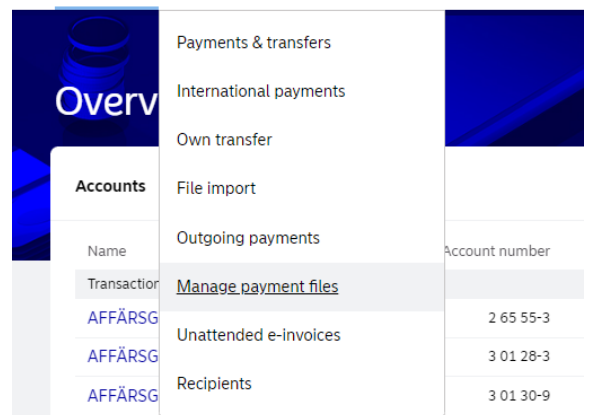 Payments & transfers
Overv
International payments
Own transfer
Accounts
File import
Outgoing payments
Name
Account number
Transaction
Manage payment files
AFFÄRSG
2 65 55-3
Unattended e-invoices
AFFÄRSG
3 01 28-3
Recipients
AFFÄRSG
3 01 30-9